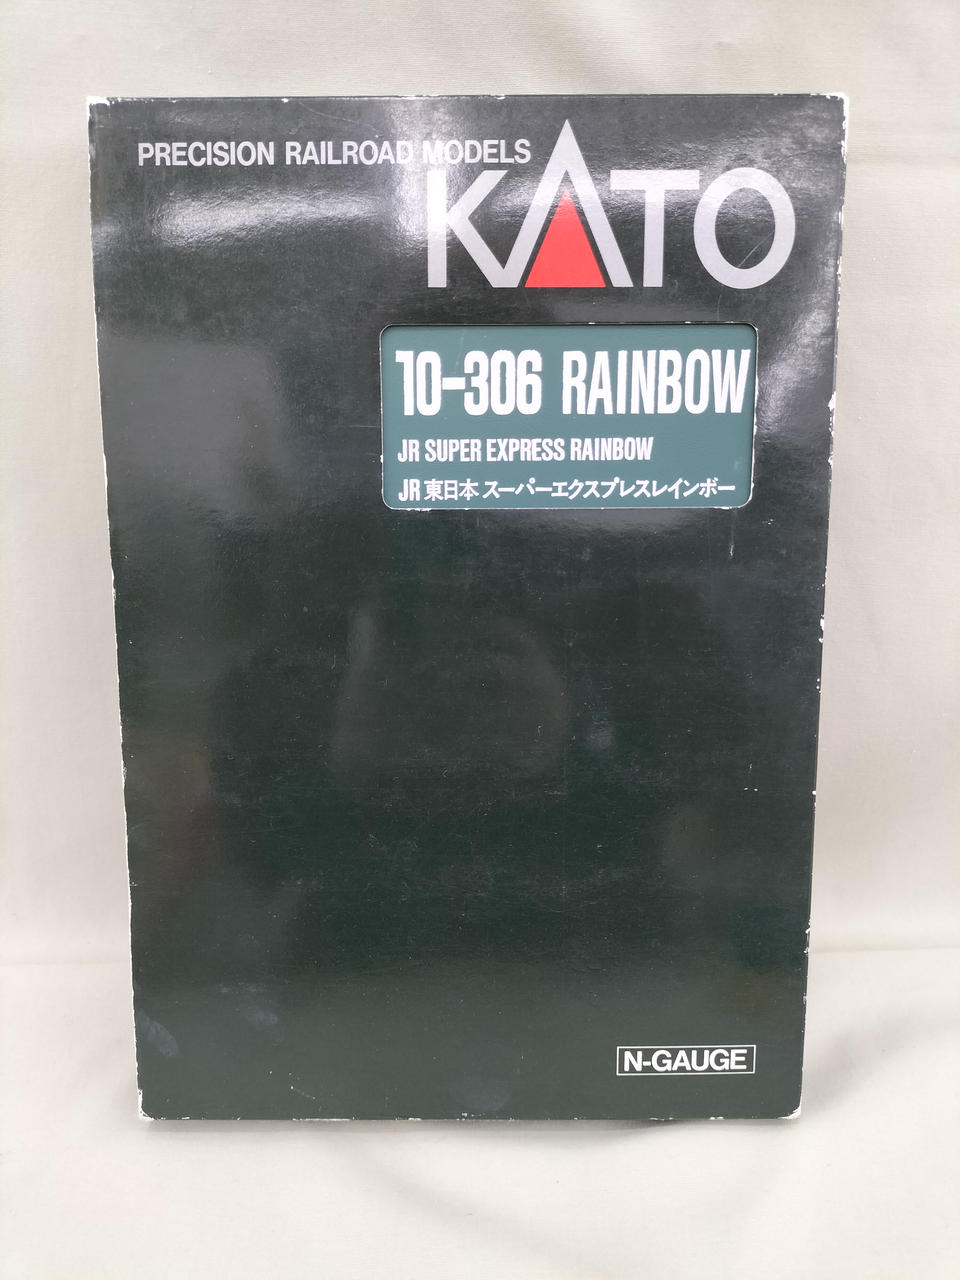 PRECISION RAILROAD MODELS
KATO
10-306 RAINBOW
JR SUPER EXPRESS RAINBOW
JR東日本 スーパーエクスプレスレインボー
N-GAUGE